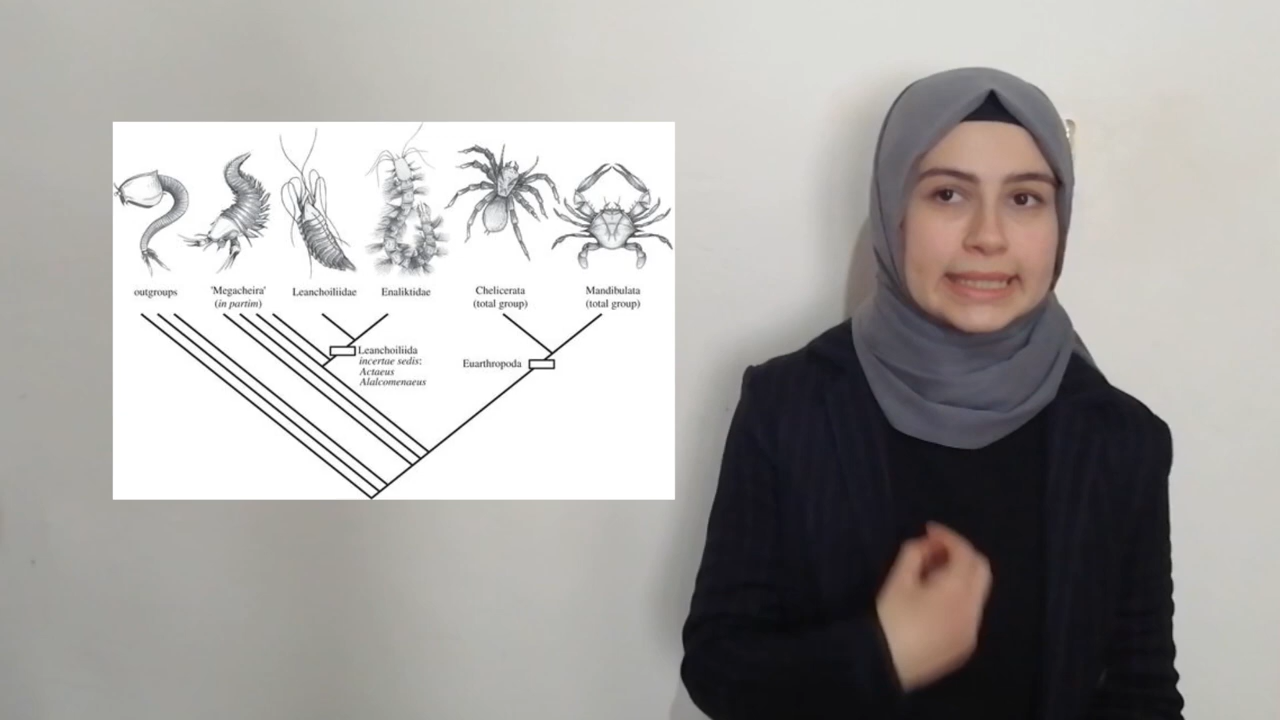 outgroups
'Megacheira'
(in partim)
Leanchoiliidae
Enaliktidae
Chelicerata
(total group)
Mandibulata
(total group)
Leanchoiliida
incertae sedis:
Actaeus
Alalcomenaeus
Euarthropoda